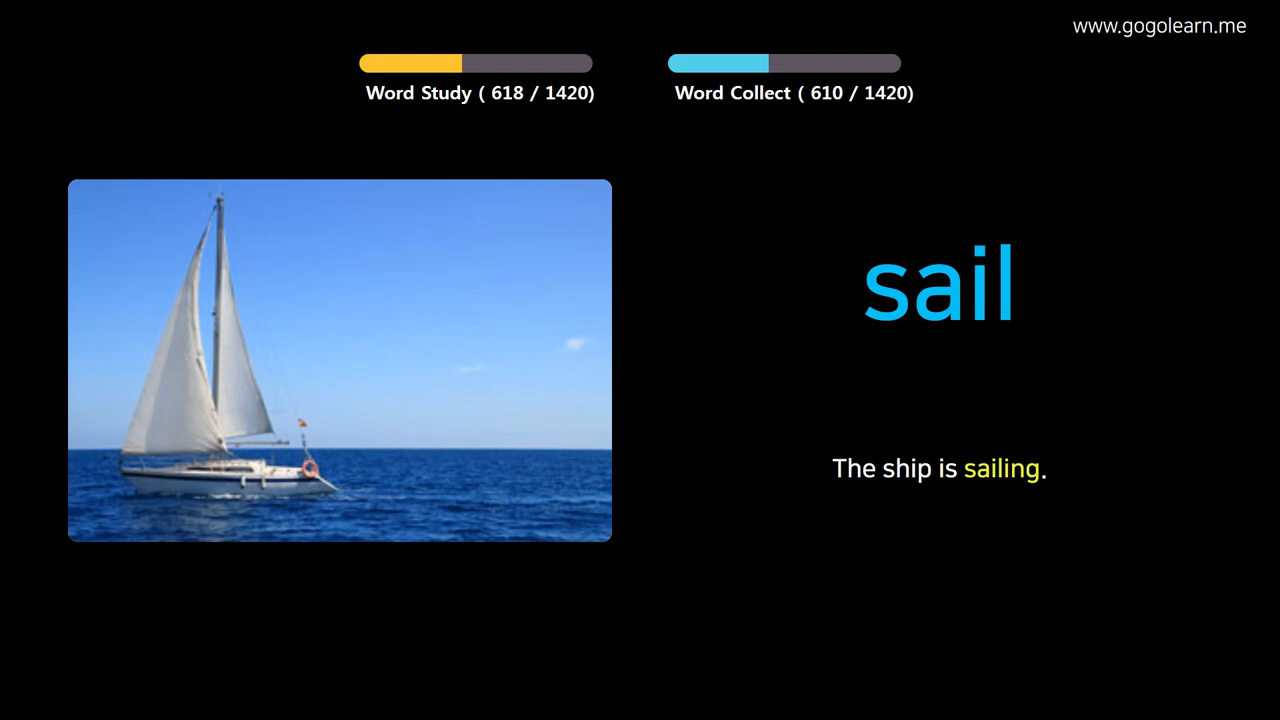 www.gogolearn.me
Word Study ( 618 / 1420)
Word Collect ( 610 / 1420)
sail
The ship is sailing.